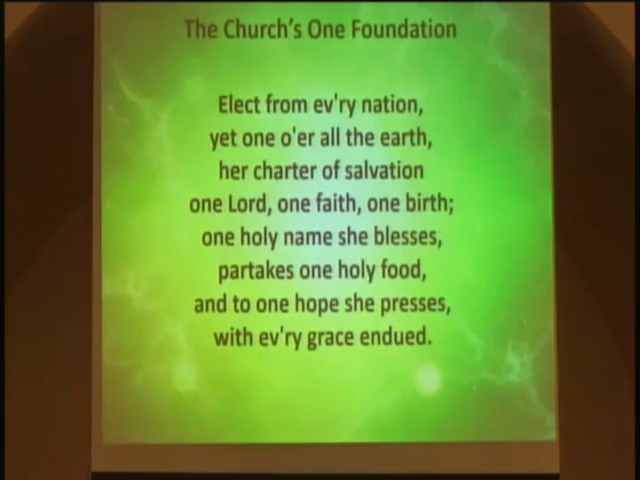 The Church's One Foundation
Elect from ev'ry nation,
yet one o'er all the earth,
her charter of salvation
one Lord, one faith, one birth;
one holy name she blesses,
partakes one holy food,
and to one hope she presses,
with ev'ry grace endued.